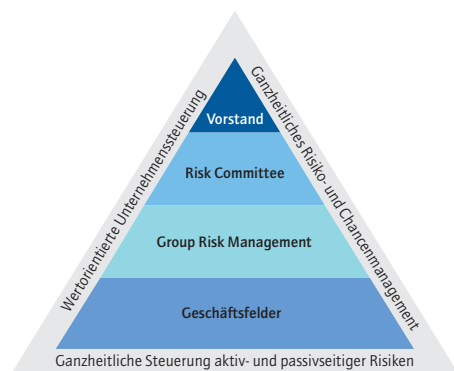 Vorstand
Risk Committee
Group Risk Management
Geschäftsfelder
Wertorientierte Unternehmenssteuerung
Ganzheitliches Risiko- und Chancenmanagement
Ganzheitliche Steuerung aktiv- und passivseitiger Risiken